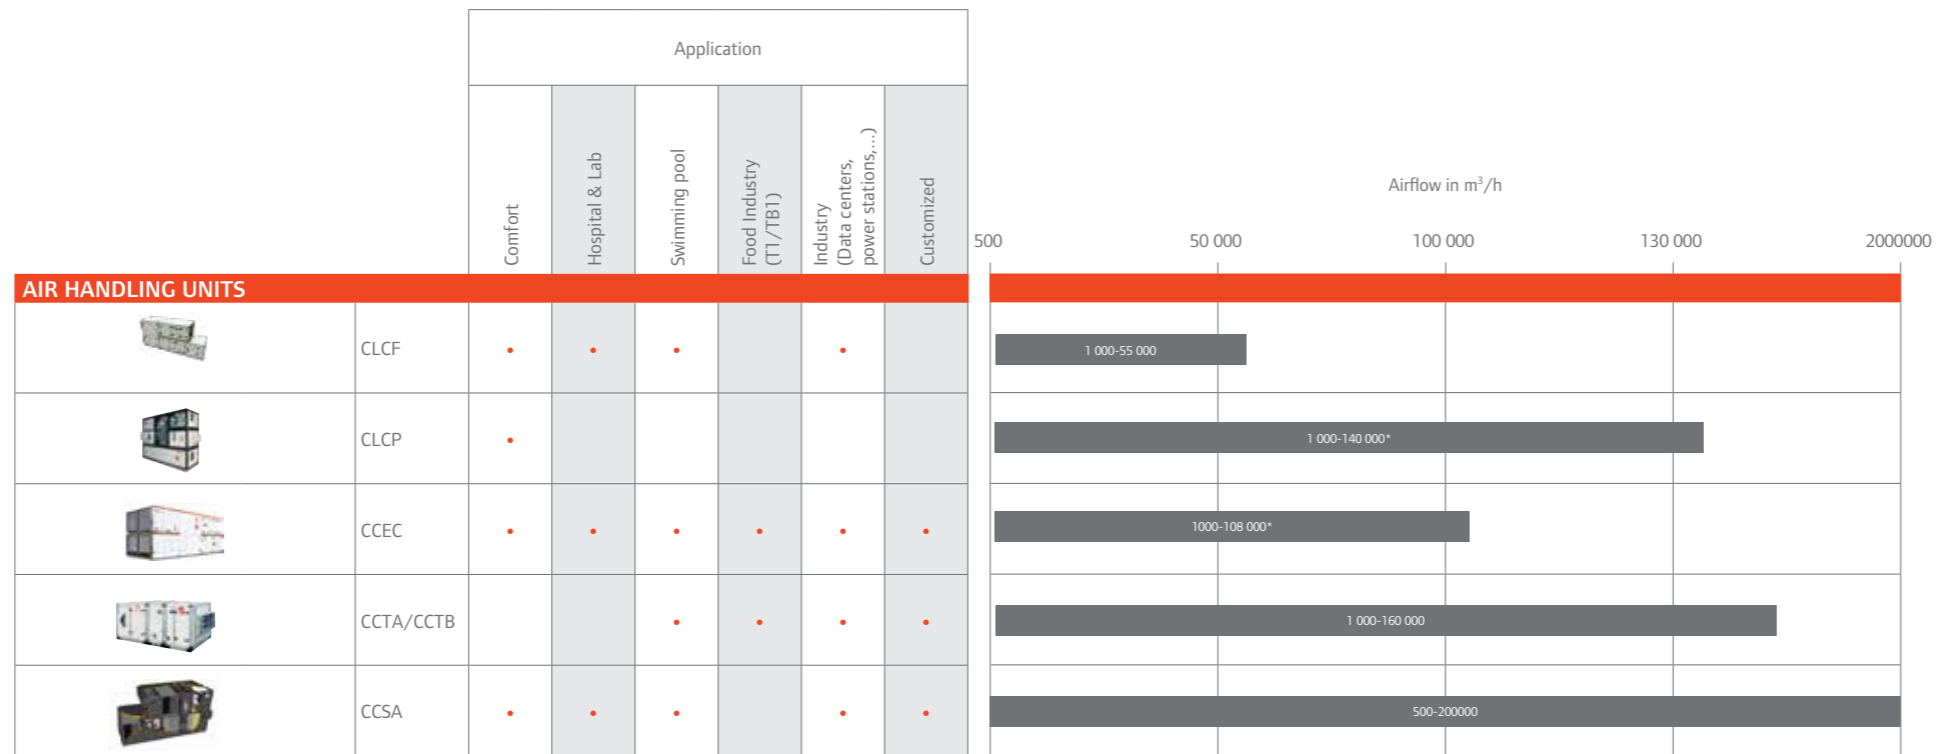 Application
Comfort
Hospital & Lab
Swimming pool
Food Industry
(T1/TB1)
Industry
(Data centers,
power stations,...)
Customized
Airflow in m³/h
500
50 000
100 000
130 000
2000000
AIR HANDLING UNITS
CLCF
1 000-55 000
CLCP
1 000-140 000*
CCEC
1000-108 000*
CCTA/CCTB
1 000-160 000
CCSA
500-200000